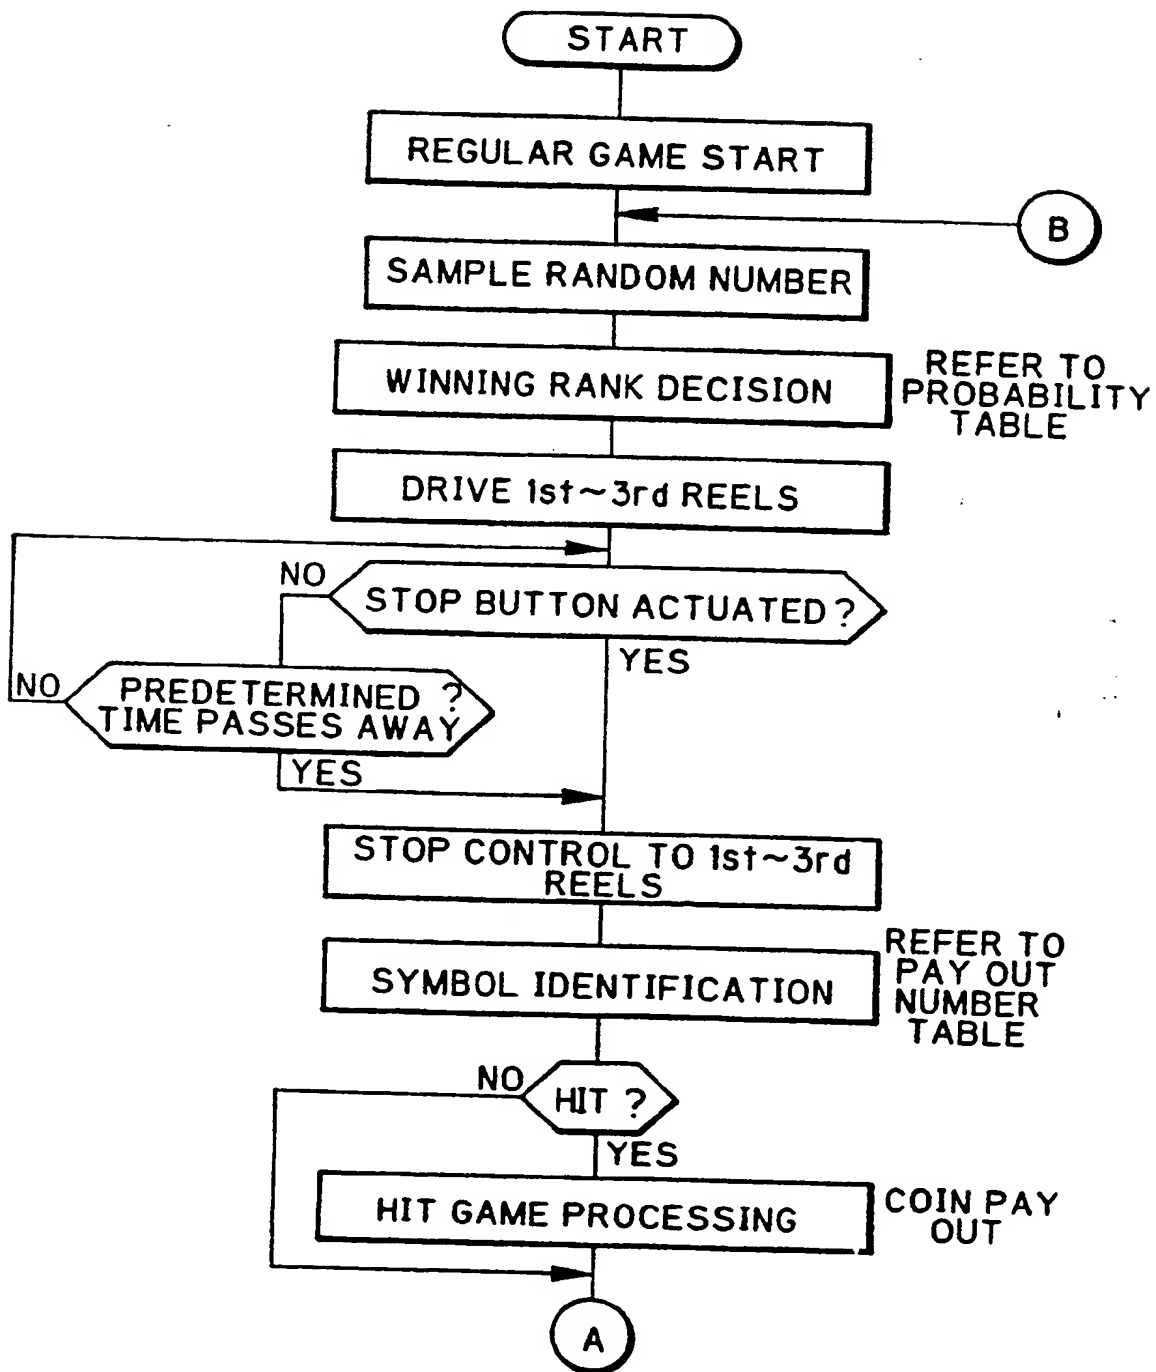 START
REGULAR GAME START
B
SAMPLE RANDOM NUMBER
WINNING RANK DECISION
REFER TO
PROBABILITY
TABLE
DRIVE 1st~3rd REELS
NO
STOP BUTTON ACTUATED?
YES
NO
PREDETERMINED ?
TIME PASSES AWAY
YES
STOP CONTROL TO 1st~3rd
REELS
SYMBOL IDENTIFICATION
REFER TO
PAY OUT
NUMBER
TABLE
NO
HIT ?
YES
HIT GAME PROCESSING
COIN PAY
OUT
A